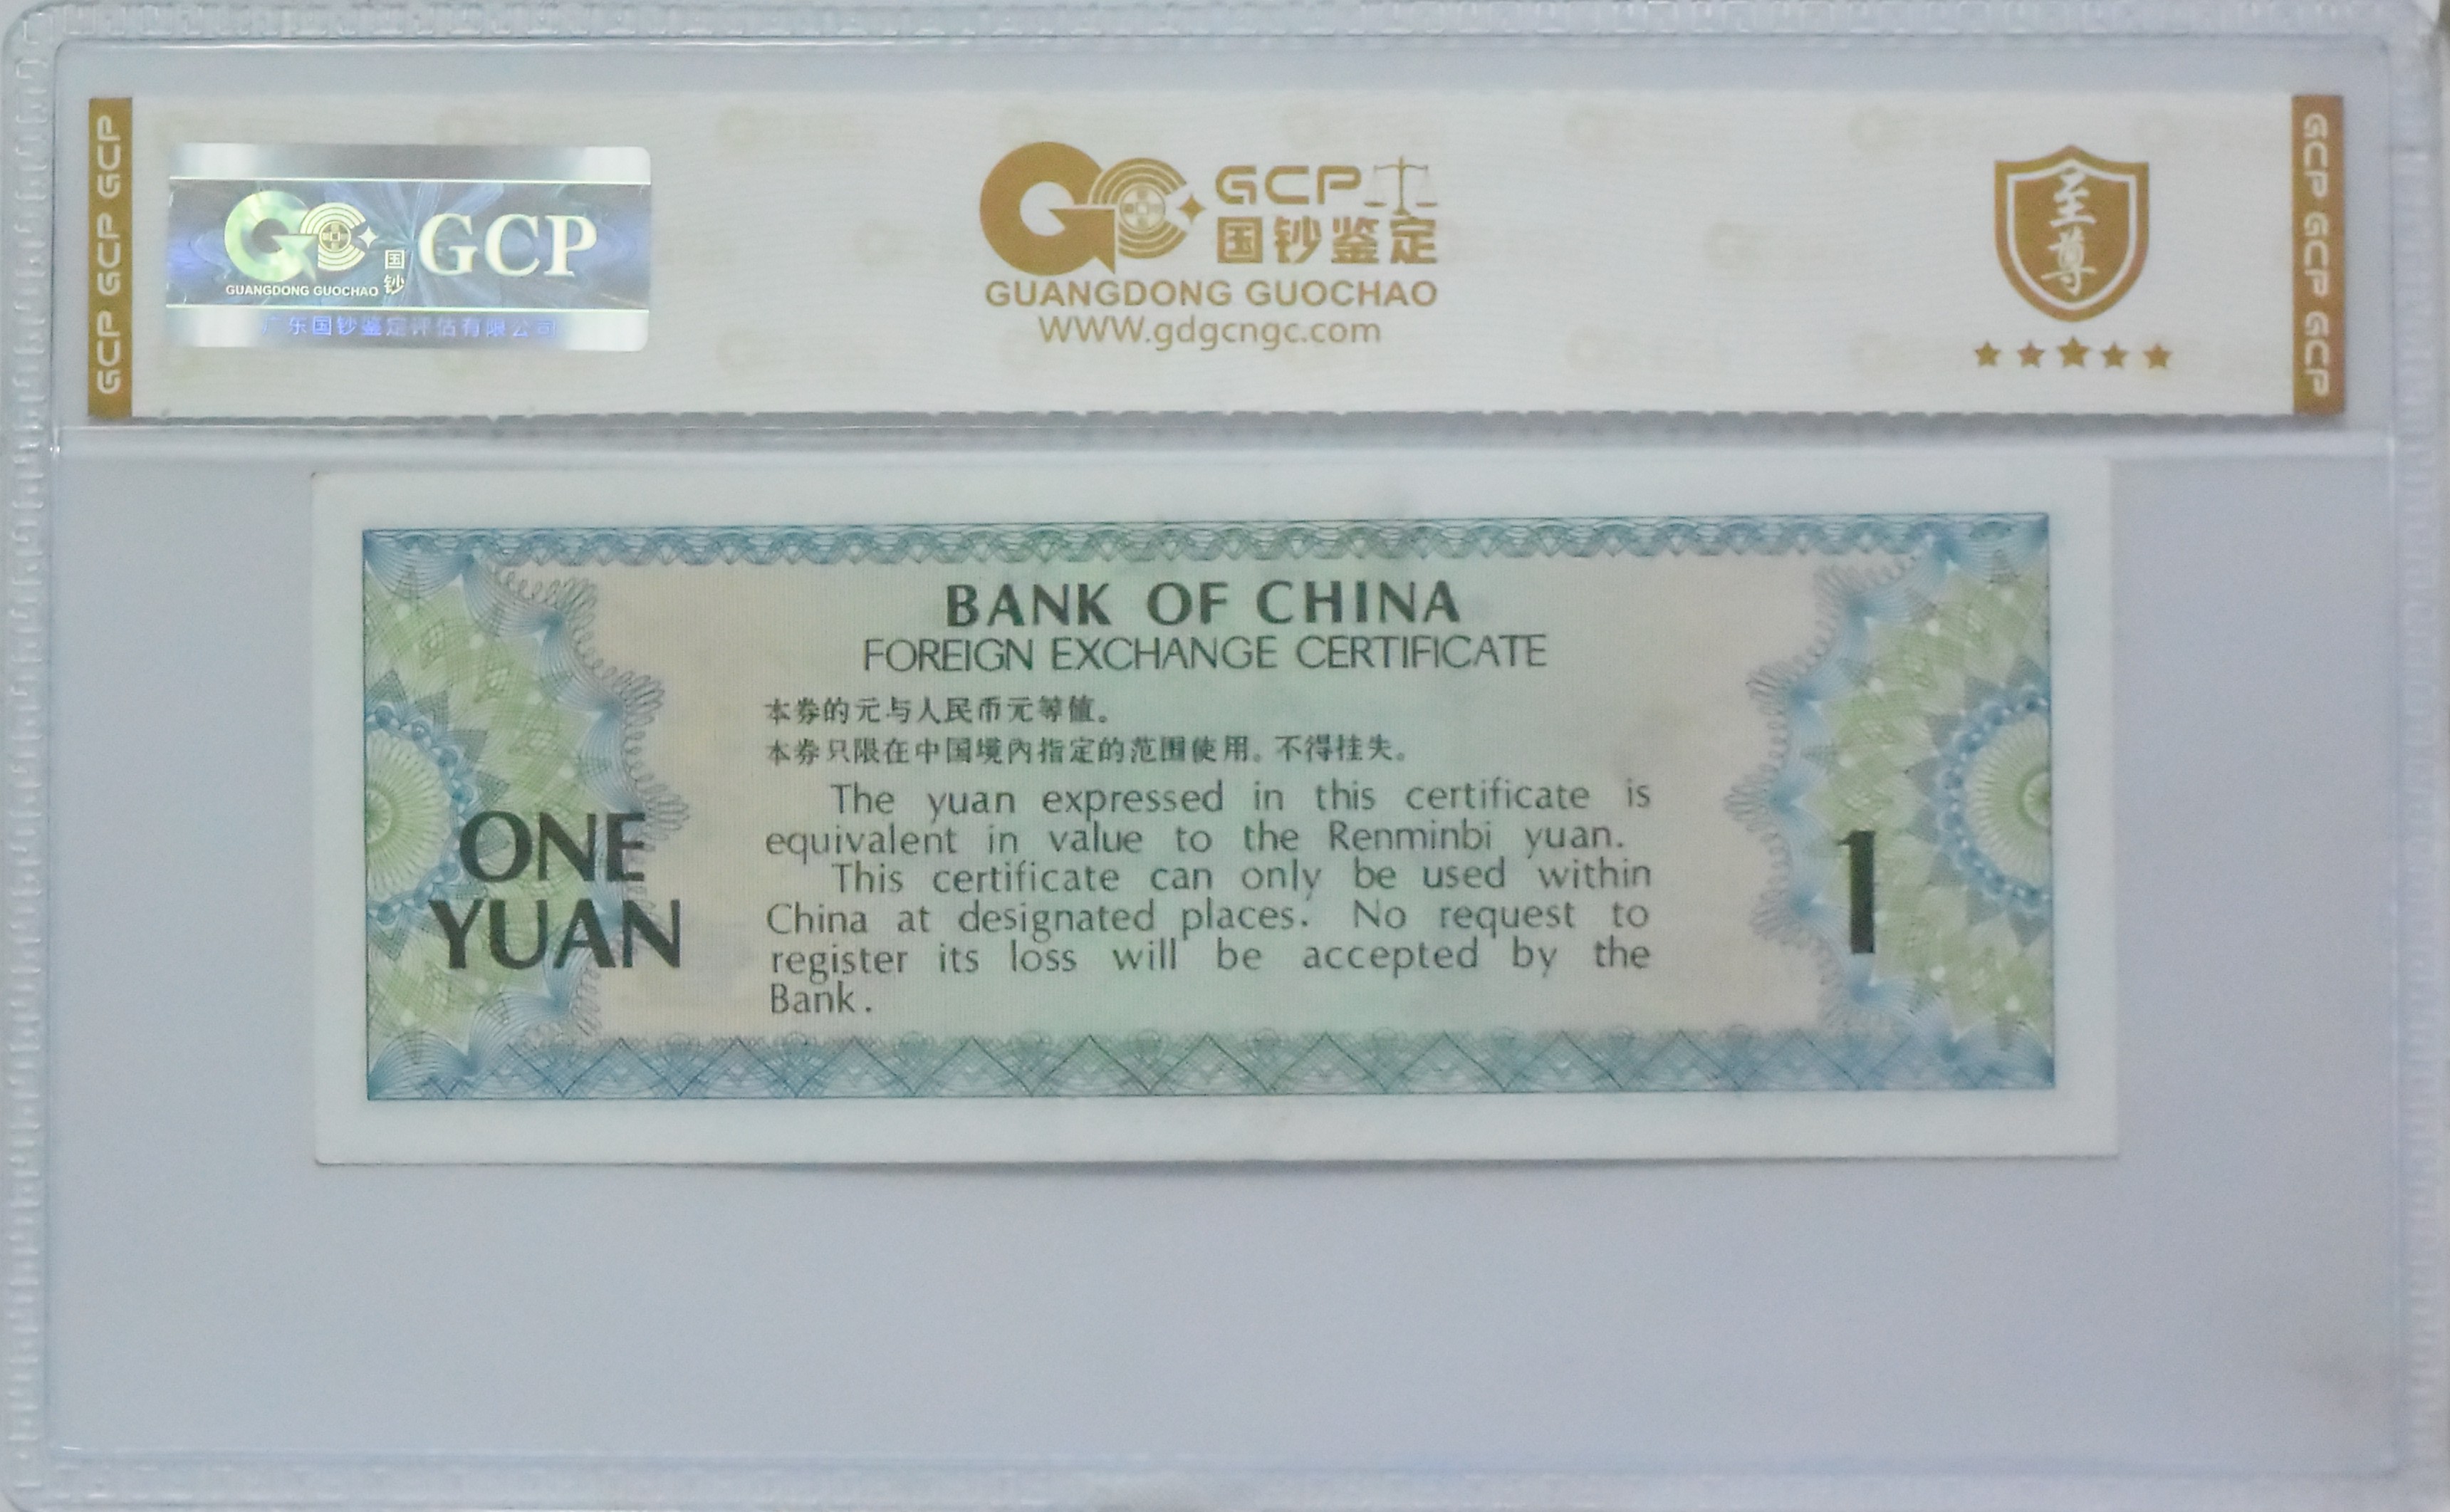 GCP GCP GCP
国钞
GCP
GUANGDONG GUOCHAO
广东国钞鉴定评估有限公司
GCP
国钞鉴定
GUANGDONG GUOCHAO
WWW.gdgcngc.com
至尊
GCP GCP GCP
BANK OF CHINA
FOREIGN EXCHANGE CERTIFICATE
本券的元与人民币元等值。
本券只限在中国境内指定的范围使用。不得挂失。
The yuan expressed in this certificate is
equivalent in value to the Renminbi yuan.
This certificate can only be used within
China at designated places. No request to
register its loss will be accepted by the
Bank.
ONE
YUAN
1